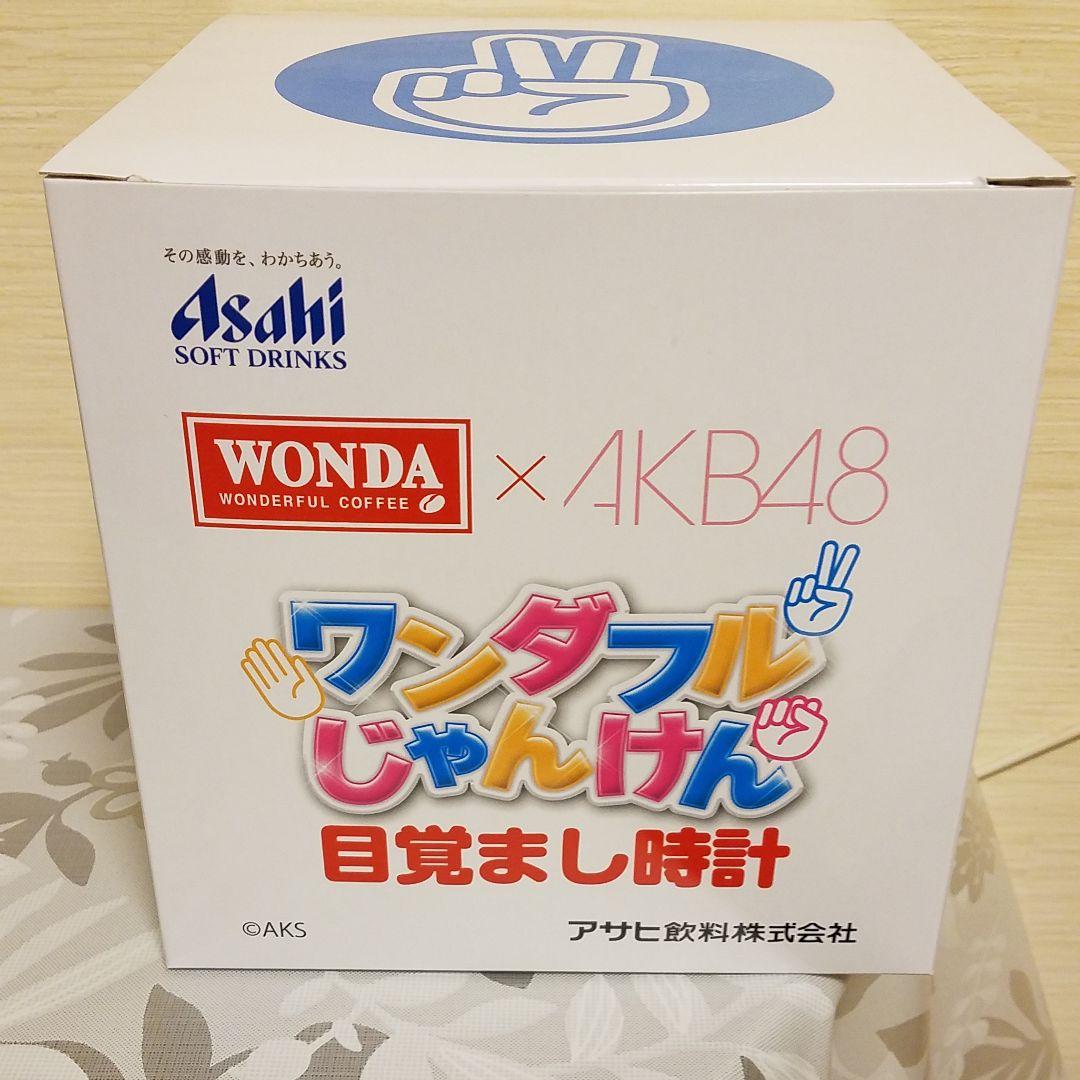 その感動を、わかちあう。
Asahi
SOFT DRINKS
WONDA
WONDERFUL COFFEE
×
AKB48
ワンダフル
じゃんけん
目覚まし時計
©AKS
アサヒ飲料株式会社